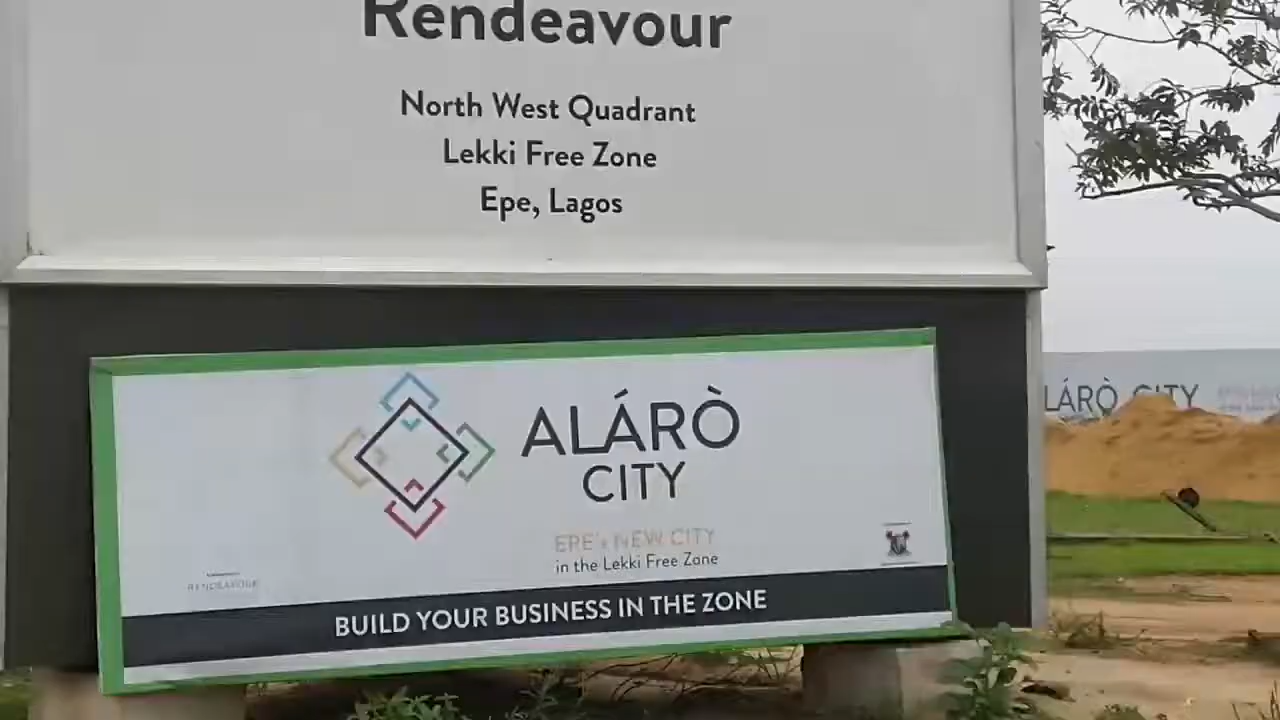 Rendeavour
North West Quadrant
Lekki Free Zone
Epe, Lagos
ALÁRÒ
CITY
NEW CITY
in the Lekki Free Zone
RENDEAVOUR
BUILD YOUR BUSINESS IN THE ZONE
LÁRÒ CITY